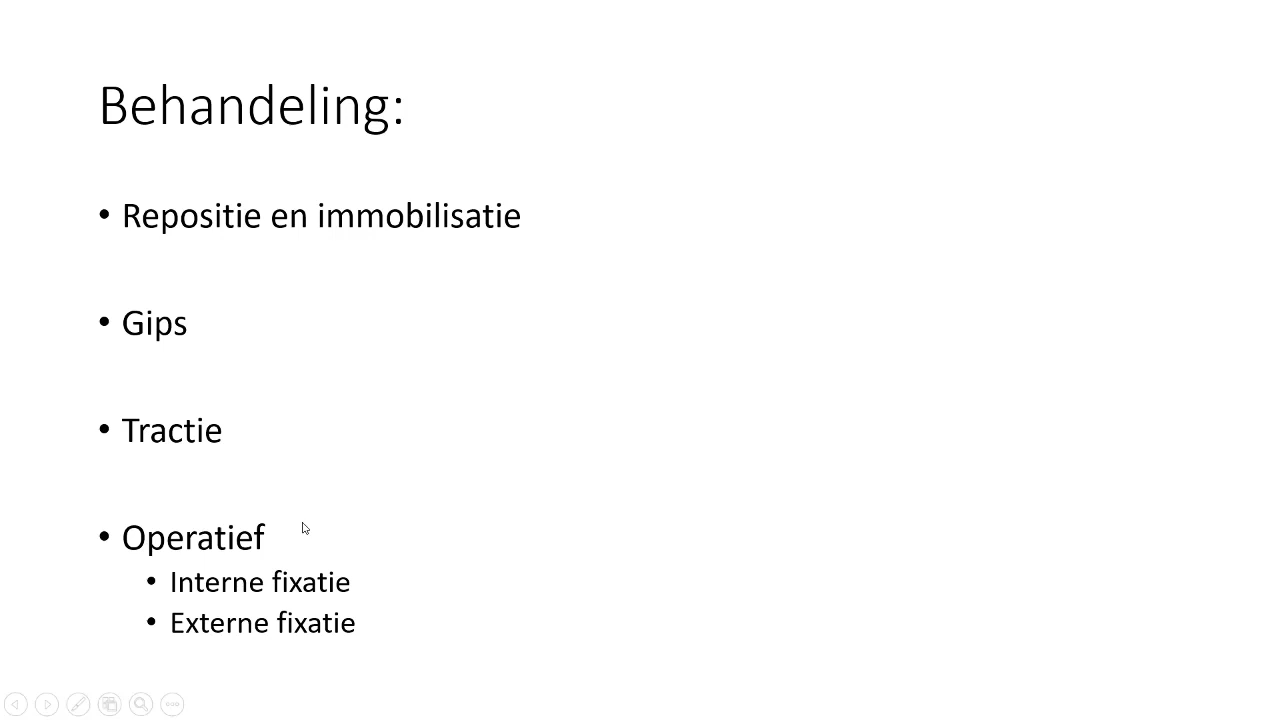 Behandeling:
• Repositie en immobilisatie
• Gips
• Tractie
• Operatief
• Interne fixatie
• Externe fixatie